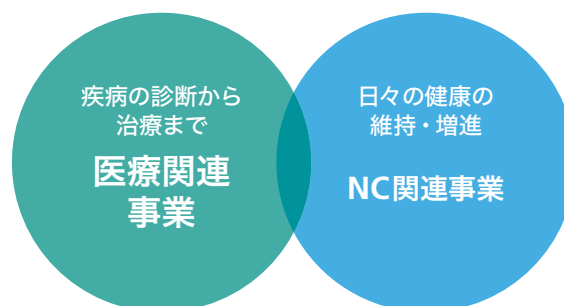 疾病の診断から
治療まで
医療関連
事業
日々の健康の
維持・増進
NC関連事業